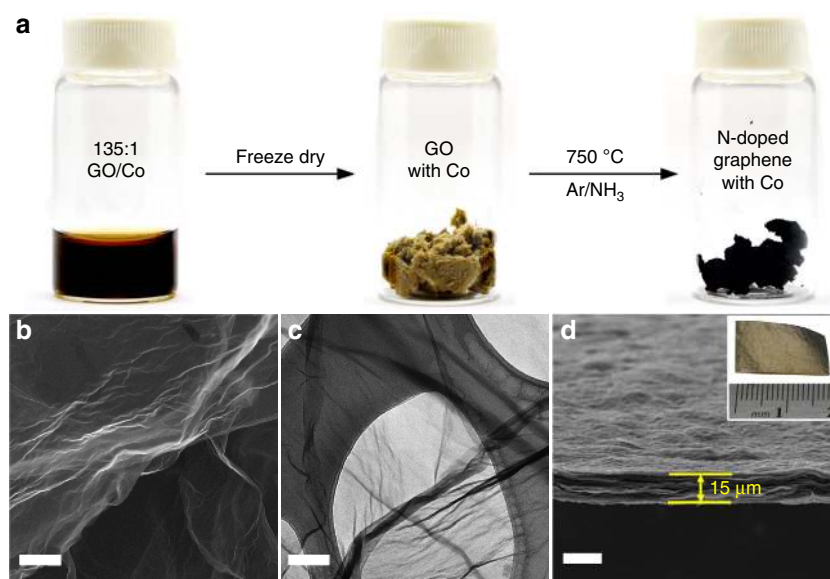 a
135:1
GO/Co
Freeze dry
GO
with Co
750 °C
Ar/NH₃
N-doped
graphene
with Co
b
c
d
mm 1
15 μm